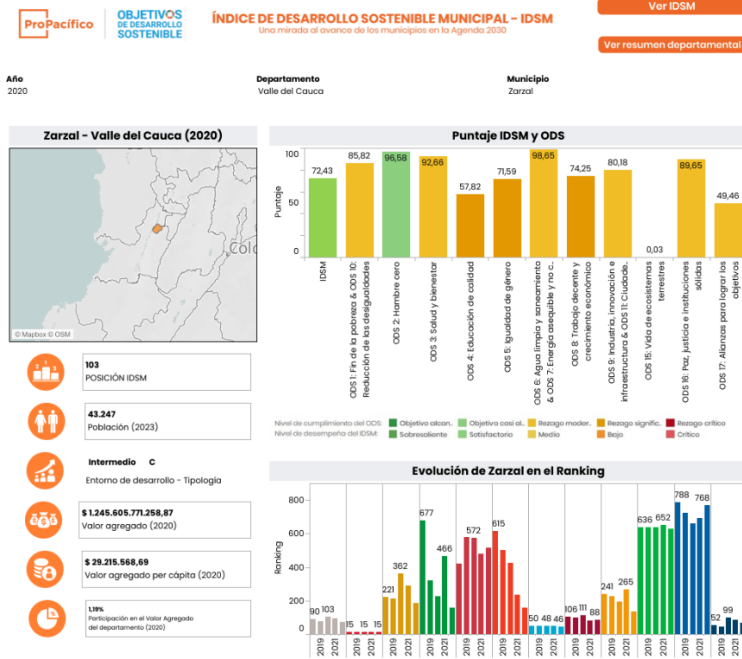 ProPacífico
OBJETIVOS
DE DESARROLLO
SOSTENIBLE
ÍNDICE DE DESARROLLO SOSTENIBLE MUNICIPAL - IDSM
Una mirada al avance de los municipios en la Agenda 2030
Ver IDSM
Ver resumen departamental
Año
2020
Departamento
Valle del Cauca
Municipio
Zarzal
Zarzal - Valle del Cauca (2020)
Colo
© Mapbox © OSM
103
POSICIÓN IDSM
43.247
Población (2023)
Intermedio C
Entorno de desarrollo - Tipología
$ 1.245.605.771.258,87
Valor agregado (2020)
$ 29.215.568,69
Valor agregado per cápita (2020)
1,19%
Participación en el Valor Agregado
del departamento (2020)
Puntaje IDSM y ODS
Puntaje
100
50
0
72,43
85,82
96,58
92,66
57,82
71,59
98,65
74,25
80,18
0,03
89,65
49,46
IDSM
ODS 1: Fin de la pobreza & ODS 10:
Reducción de las desigualdades
ODS 2: Hambre cero
ODS 3: Salud y bienestar
ODS 4: Educación de calidad
ODS 5: Igualdad de género
ODS 6: Agua limpia y saneamiento
& ODS 7: Energía asequible y no c..
ODS 8: Trabajo decente y
crecimiento económico
ODS 9: Industria, innovación e
infraestructura & ODS 11: Ciudade..
ODS 15: Vida de ecosistemas
terrestres
ODS 16: Paz, justicia e instituciones
sólidas
ODS 17: Alianzas para lograr los
objetivos
Nivel de cumplimiento del ODS: Objetivo alcan.. Objetivo casi al.. Rezago moder.. Rezago signific.. Rezago crítico
Nivel de desempeño del IDSM: Sobresaliente Satisfactorio Medio Bajo Crítico
Evolución de Zarzal en el Ranking
Ranking
800
600
400
200
0
90 103
15 15 15
221 362
677 466
572
615
50 48 46
106 111 88
241 265
636 652
788 768
52 99
2019 2021 2019 2021 2019 2021 2019 2021 2019 2021 2019 2021 2019 2021 2019 2021 2019 2021 2019 2021 2019 2021 2019 2021